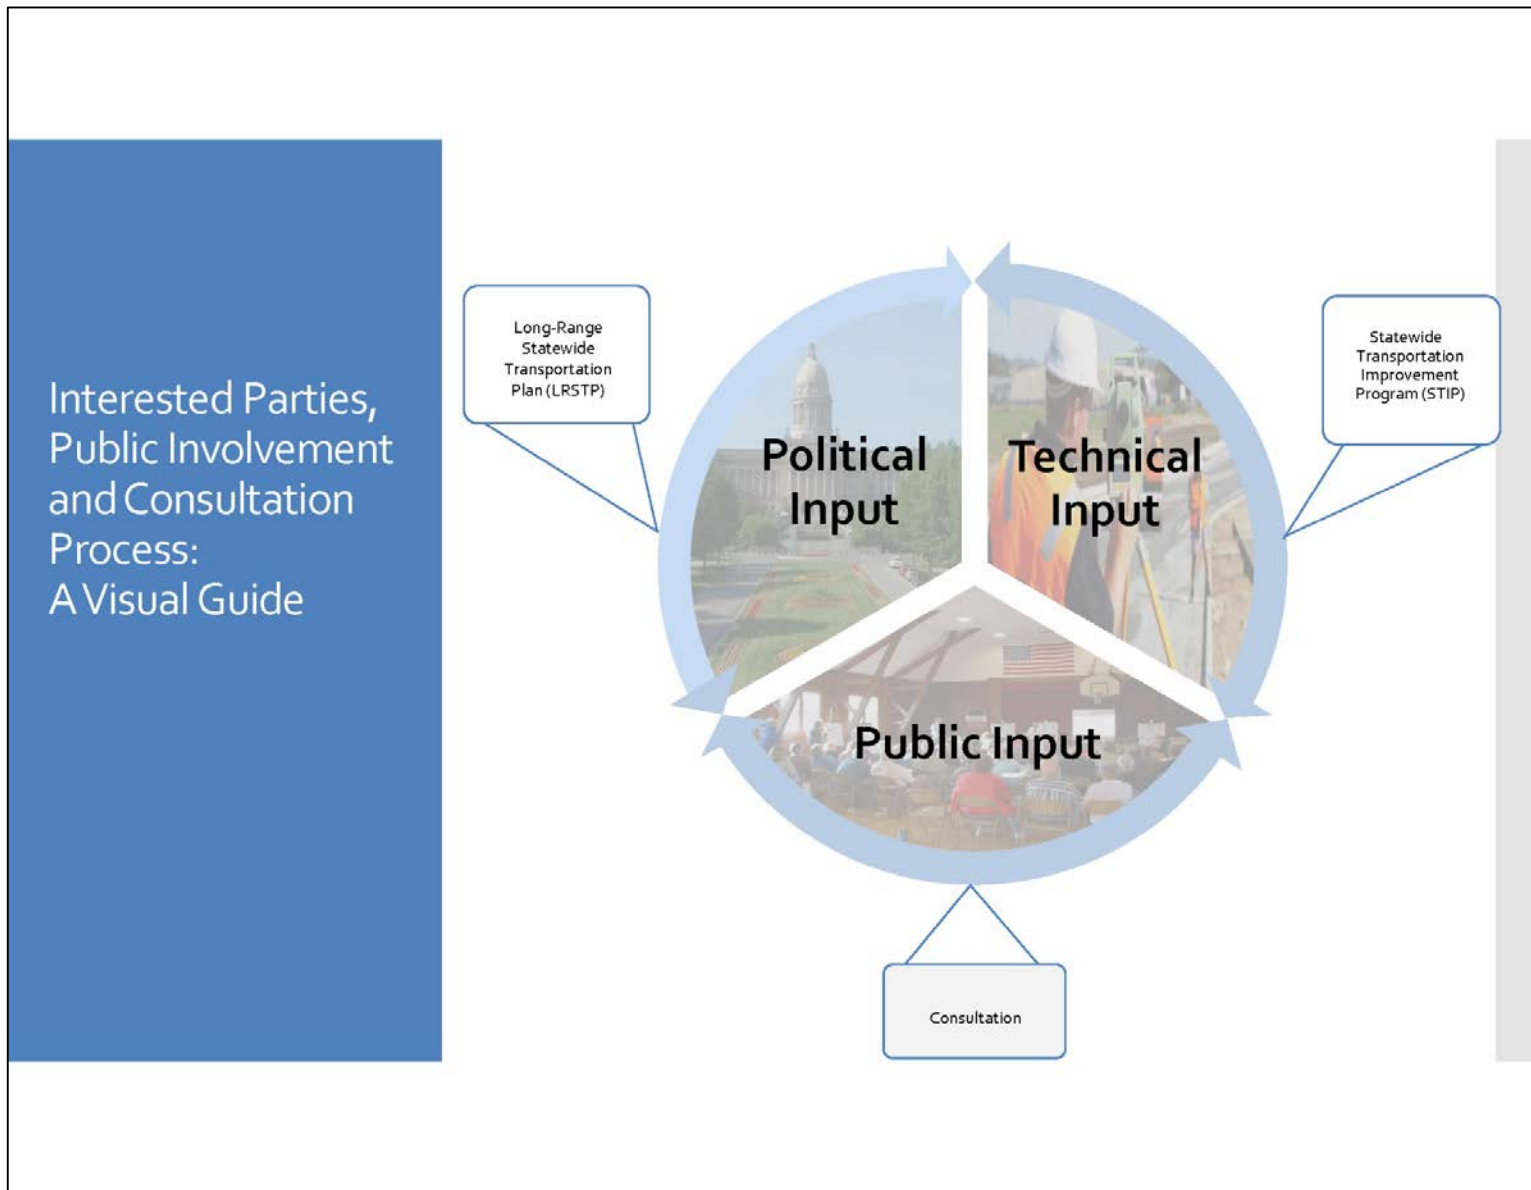 Interested Parties,
Public Involvement
and Consultation
Process:
A Visual Guide
Long-Range
Statewide
Transportation
Plan (LRSTP)
Political
Input
Technical
Input
Statewide
Transportation
Improvement
Program (STIP)
Public Input
Consultation